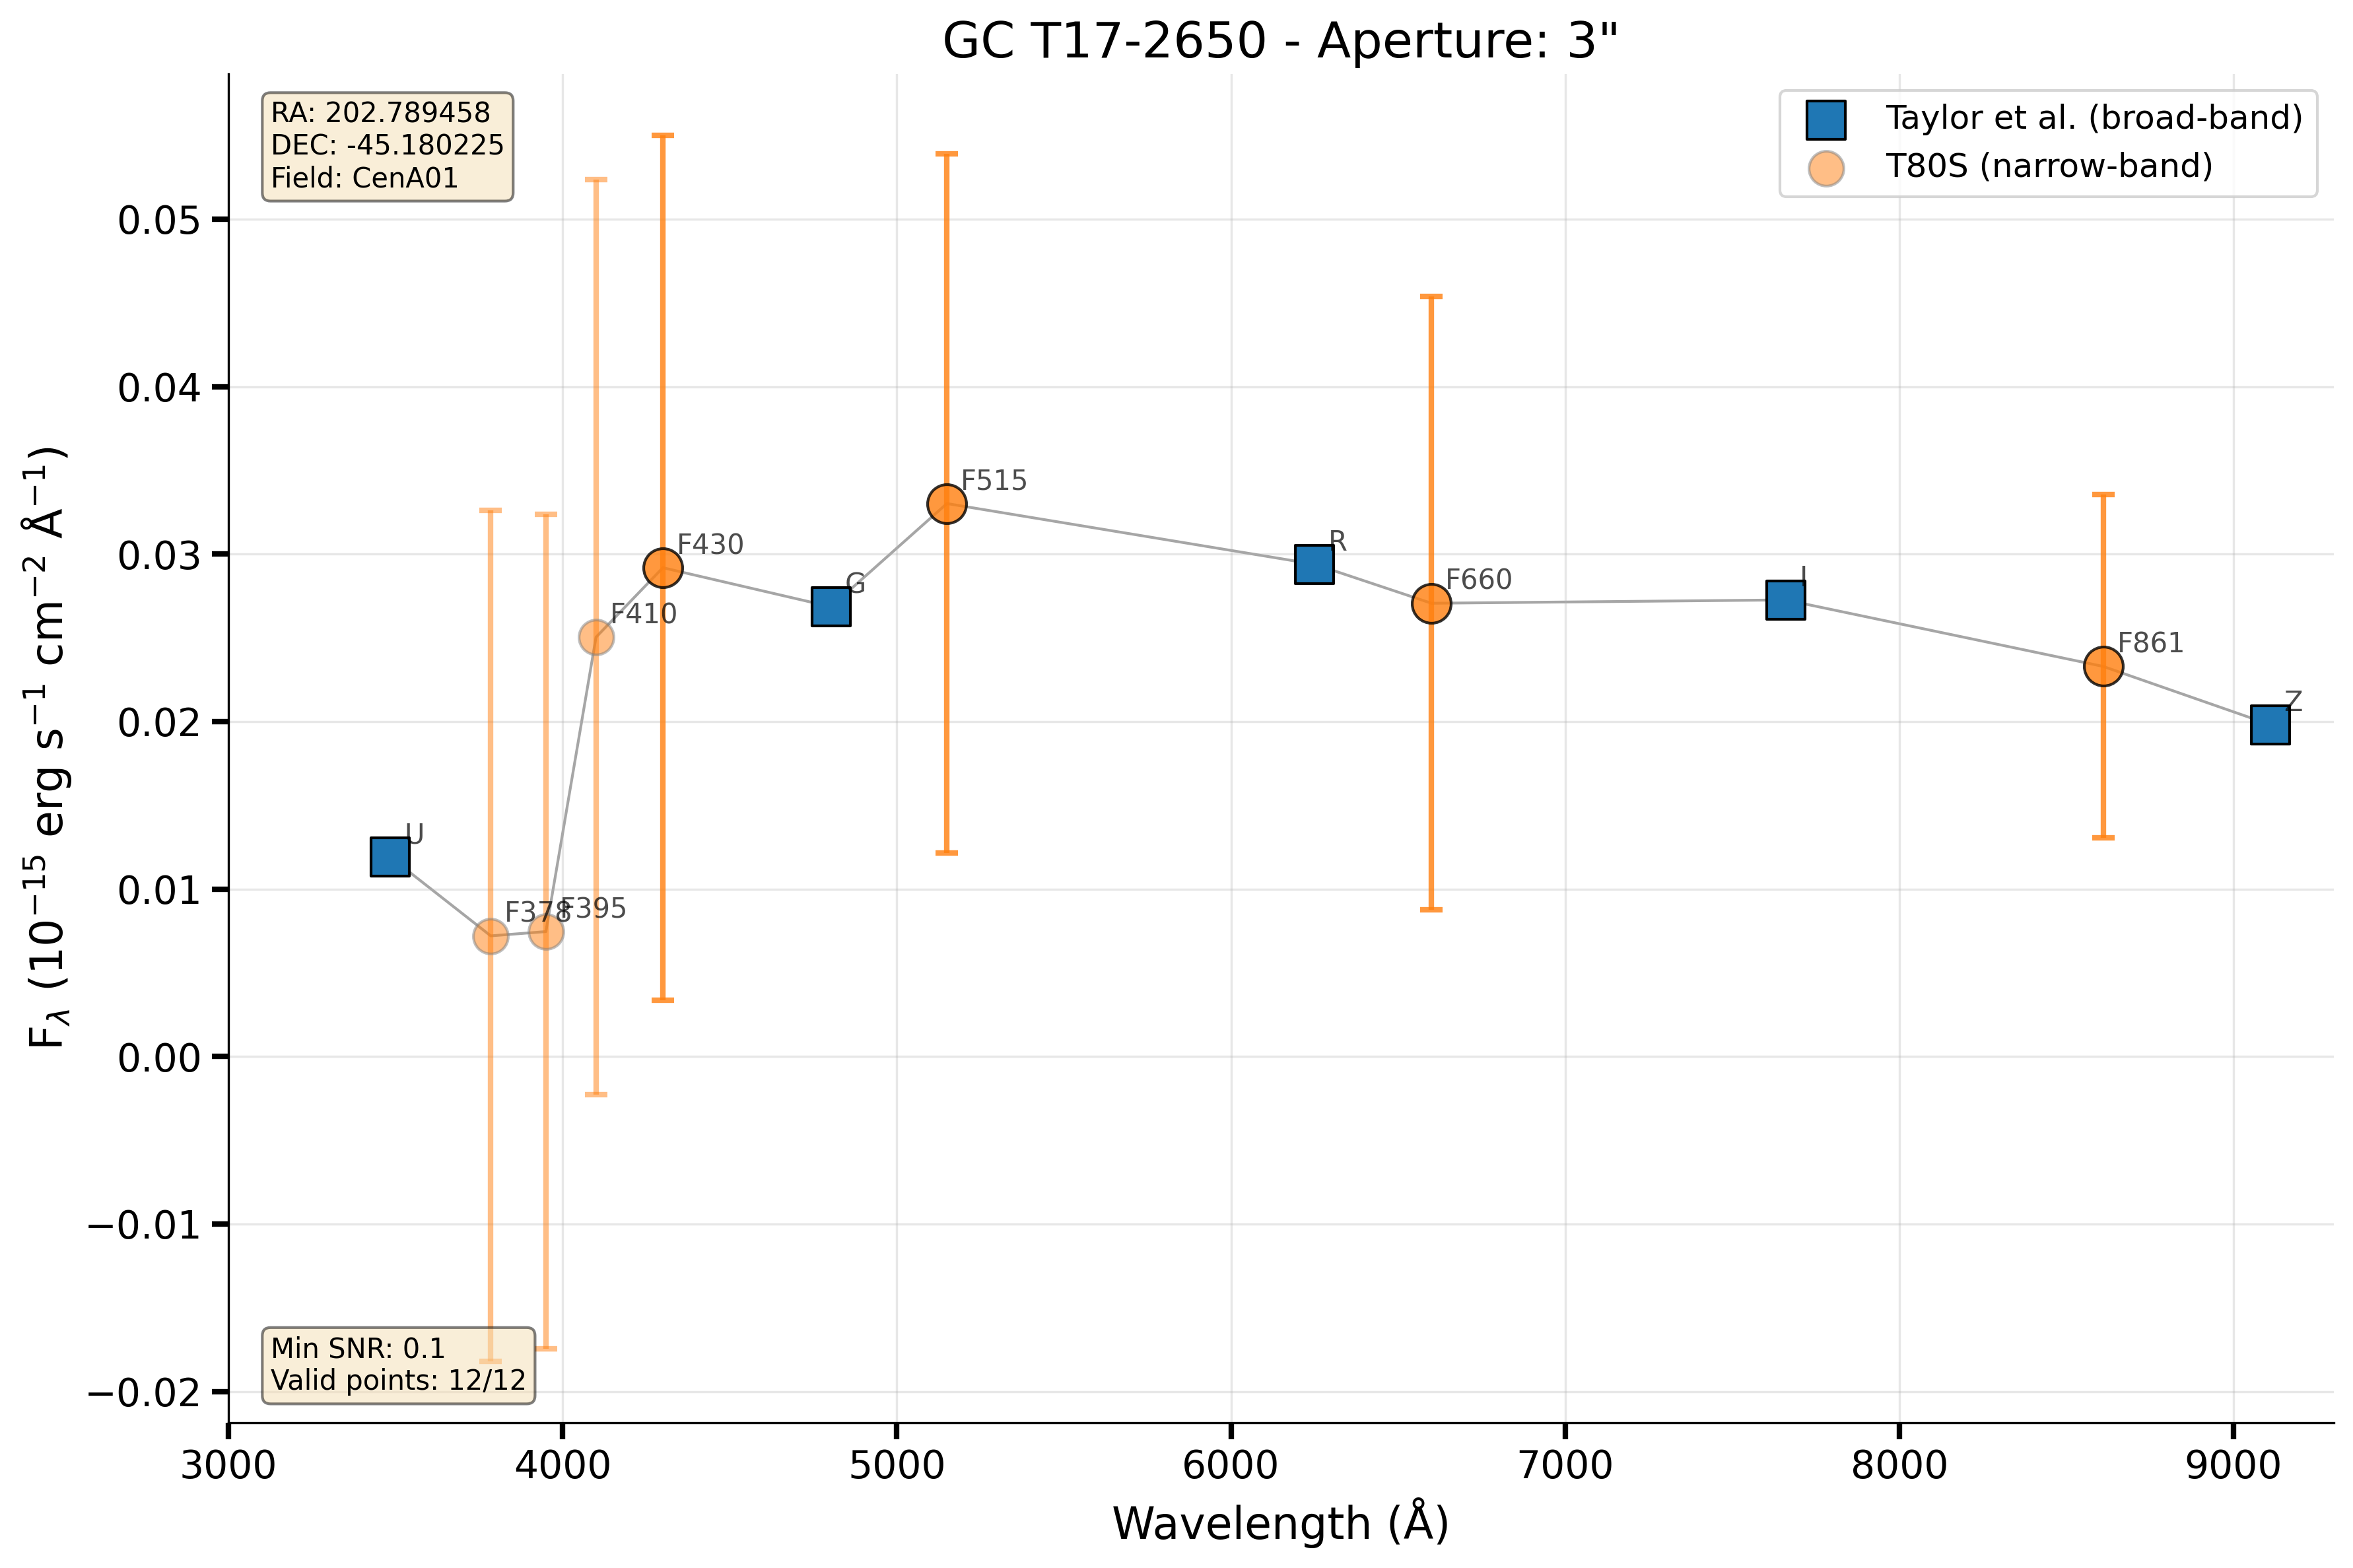 GC T17-2650 - Aperture: 3"
RA: 202.789458
DEC: -45.180225
Field: CenA01
Taylor et al. (broad-band)
T80S (narrow-band)
F_λ (10⁻¹⁵ erg s⁻¹ cm⁻² Å⁻¹)
0.05
0.04
0.03
0.02
0.01
0.00
−0.01
−0.02
U
F378
F395
F410
F430
G
F515
R
F660
I
F861
Z
Min SNR: 0.1
Valid points: 12/12
3000 4000 5000 6000 7000 8000 9000
Wavelength (Å)